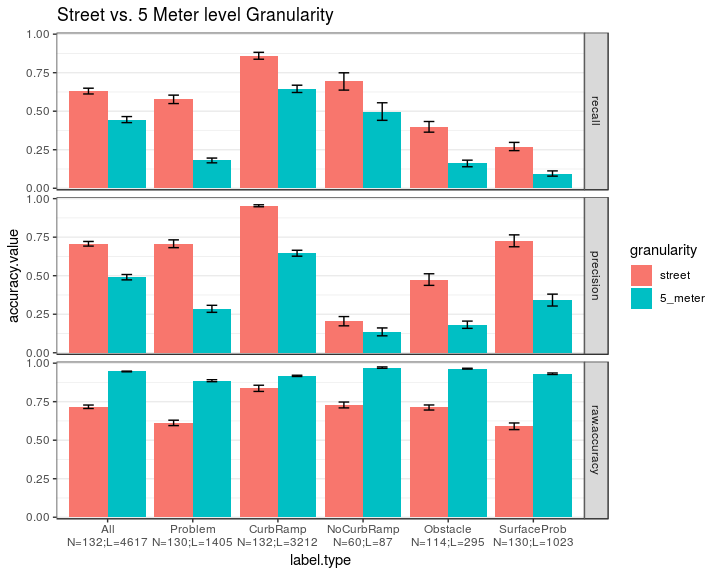 Street vs. 5 Meter level Granularity
accuracy.value
1.00
0.75
0.50
0.25
0.00
recall
1.00
0.75
0.50
0.25
0.00
precision
1.00
0.75
0.50
0.25
0.00
raw.accuracy
All Problem CurbRamp NoCurbRamp Obstacle SurfaceProb
N=132;L=4617 N=130;L=1405 N=132;L=3212 N=60;L=87 N=114;L=295 N=130;L=1023
label.type
granularity
street
5_meter